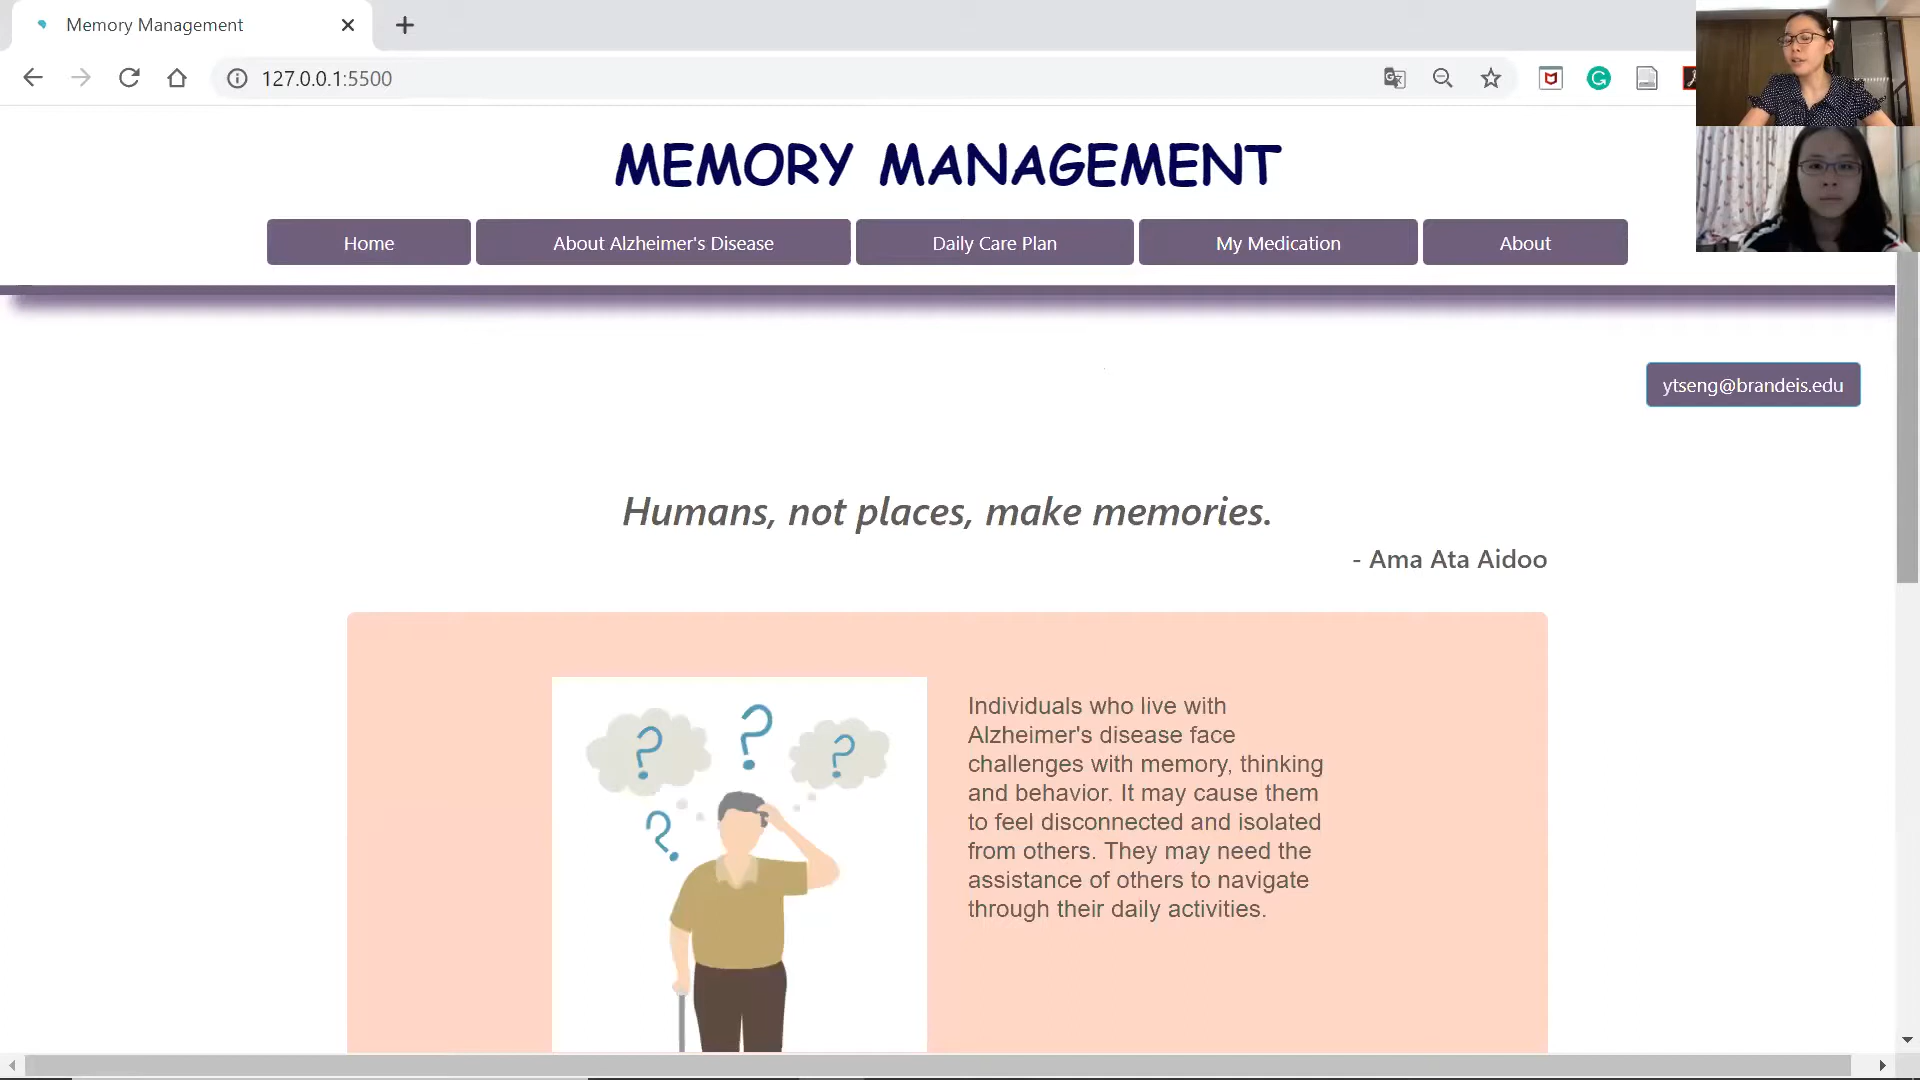 Memory Management
127.0.0.1:5500
MEMORY MANAGEMENT
Home
About Alzheimer's Disease
Daily Care Plan
My Medication
About
ytseng@brandeis.edu
Humans, not places, make memories.
- Ama Ata Aidoo
? ? ?
?
Individuals who live with
Alzheimer's disease face
challenges with memory, thinking
and behavior. It may cause them
to feel disconnected and isolated
from others. They may need the
assistance of others to navigate
through their daily activities.